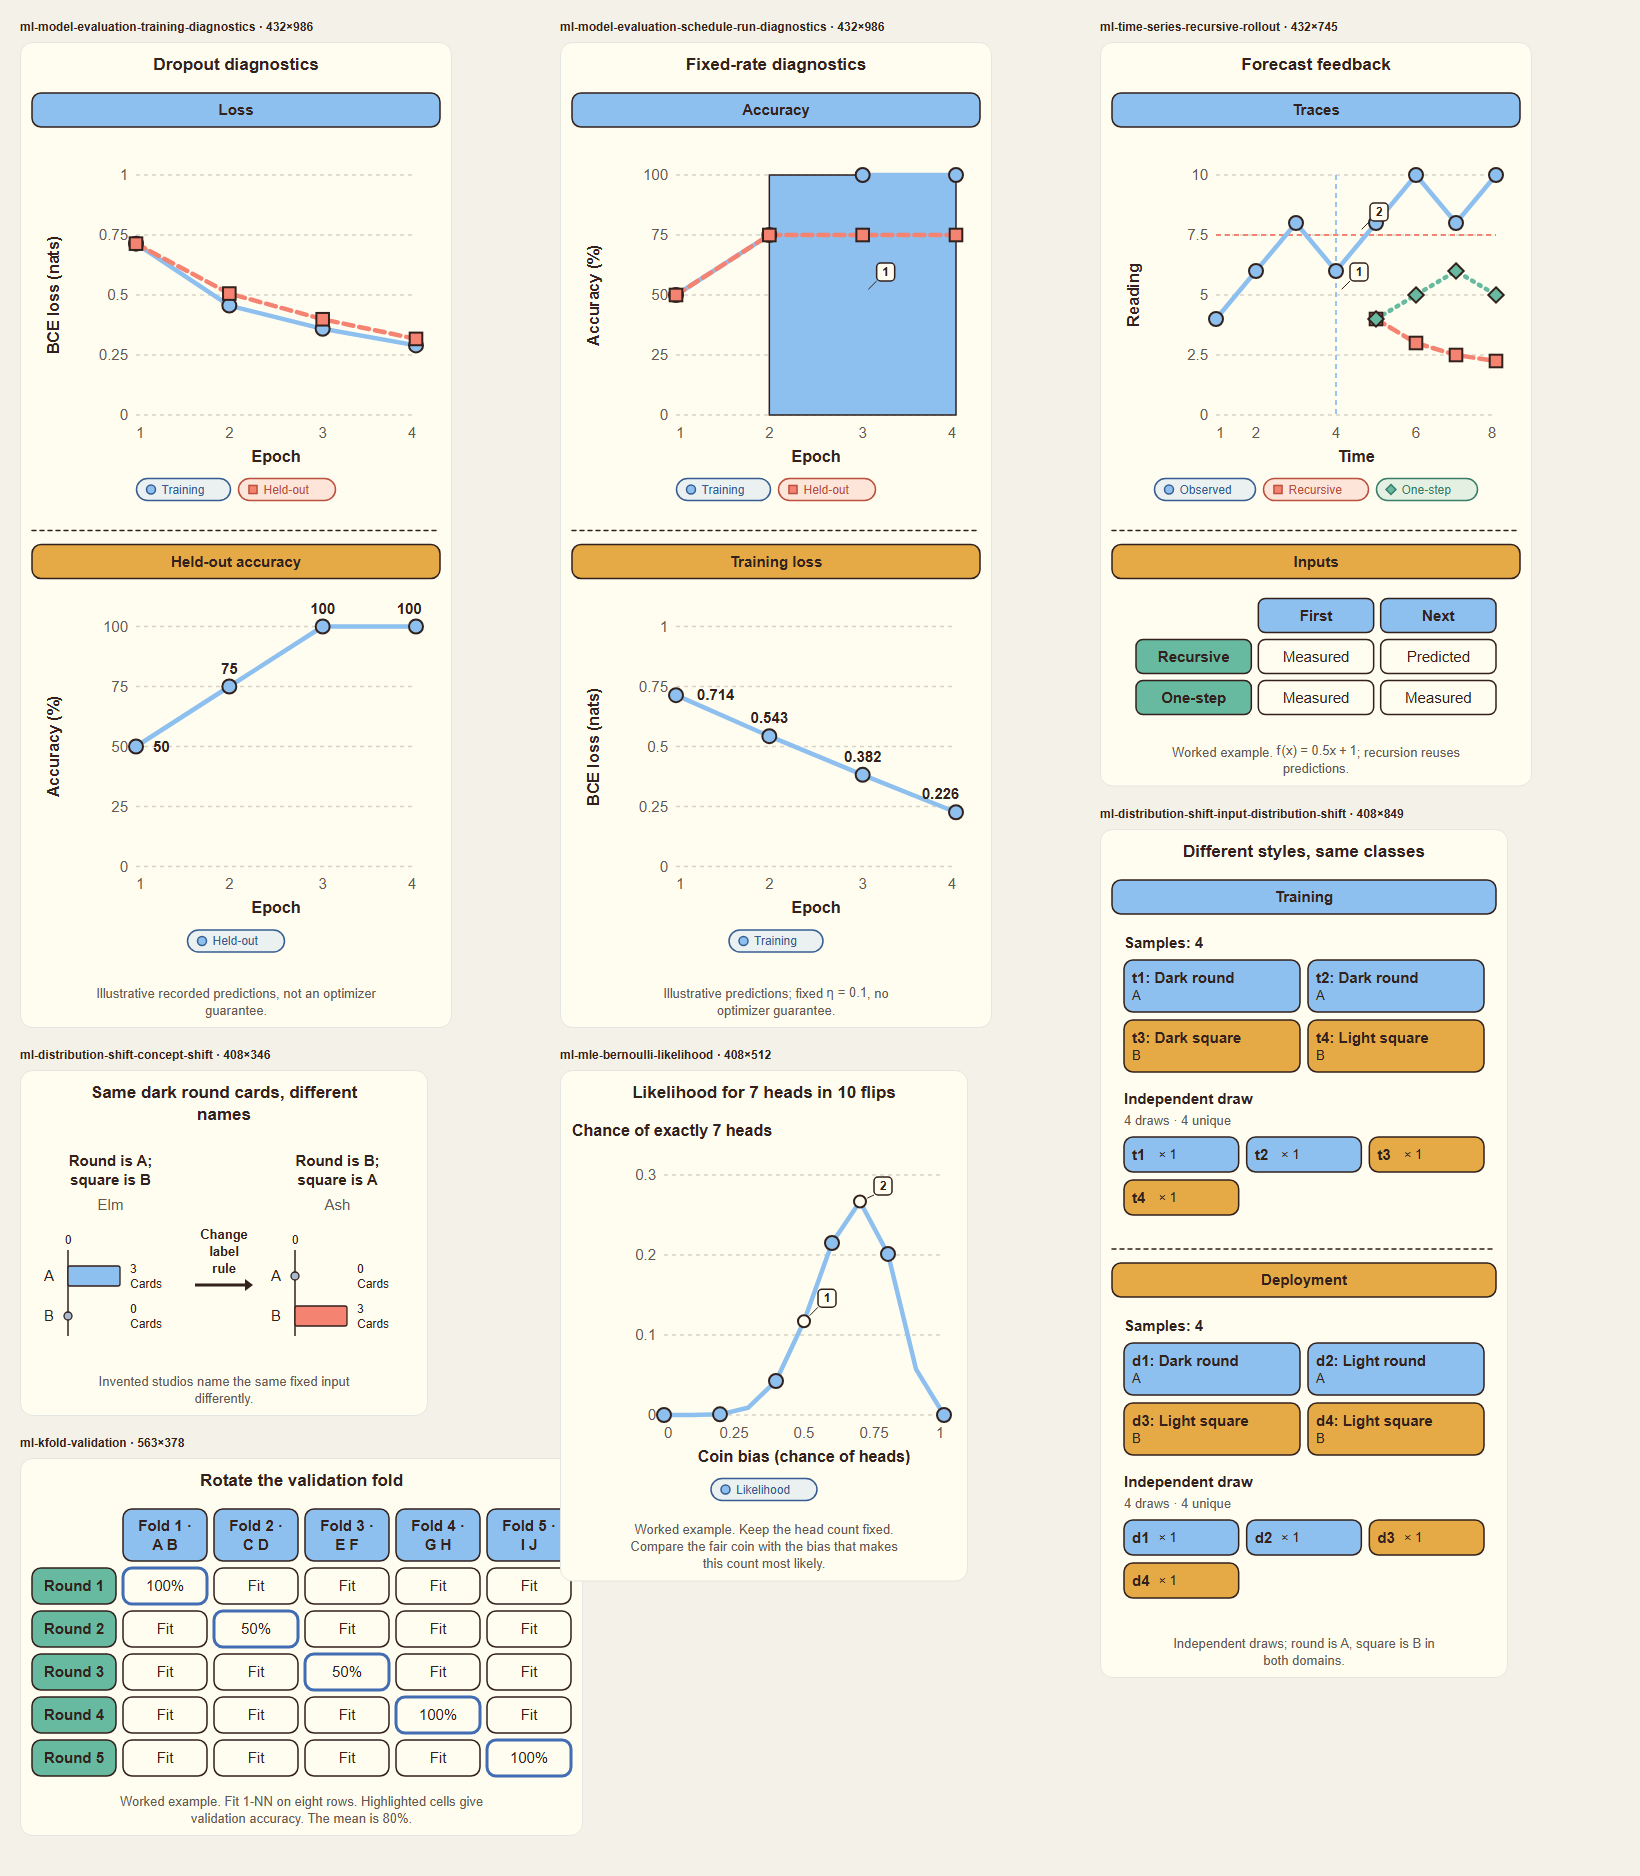 ml-model-evaluation-training-diagnostics · 432×986
Dropout diagnostics
Loss
1
0.75
0.5
0.25
0
BCE loss (nats)
1 2 3 4
Epoch
Training Held-out
Held-out accuracy
100 100
100
75
75
50 50
25
0
Accuracy (%)
1 2 3 4
Epoch
Held-out
Illustrative recorded predictions, not an optimizer
guarantee.
ml-model-evaluation-schedule-run-diagnostics · 432×986
Fixed-rate diagnostics
Accuracy
100
75
1
50
25
0
Accuracy (%)
1 2 3 4
Epoch
Training Held-out
Training loss
1
0.75 0.714
0.543
0.5
0.382
0.25
0.226
0
BCE loss (nats)
1 2 3 4
Epoch
Training
Illustrative predictions; fixed η = 0.1, no
optimizer guarantee.
ml-time-series-recursive-rollout · 432×745
Forecast feedback
Traces
10
2
7.5
1
5
2.5
0
Reading
1 2 4 6 8
Time
Observed Recursive One-step
Inputs
First Next
Recursive Measured Predicted
One-step Measured Measured
Worked example. f(x) = 0.5x + 1; recursion reuses
predictions.
ml-distribution-shift-input-distribution-shift · 408×849
Different styles, same classes
Training
Samples: 4
t1: Dark round t2: Dark round
A A
t3: Dark square t4: Light square
B B
Independent draw
4 draws · 4 unique
t1 × 1 t2 × 1 t3 × 1
t4 × 1
Deployment
Samples: 4
d1: Dark round d2: Light round
A A
d3: Light square d4: Light square
B B
Independent draw
4 draws · 4 unique
d1 × 1 d2 × 1 d3 × 1
d4 × 1
Independent draws; round is A, square is B in
both domains.
ml-distribution-shift-concept-shift · 408×346
Same dark round cards, different
names
Round is A;
square is B
Elm
0
A 3
Cards
B 0
Cards
Change
label
rule
Round is B;
square is A
Ash
0
A 0
Cards
B 3
Cards
Invented studios name the same fixed input
differently.
ml-mle-bernoulli-likelihood · 408×512
Likelihood for 7 heads in 10 flips
Chance of exactly 7 heads
0.3
2
0.2
1
0.1
0
0 0.25 0.5 0.75 1
Coin bias (chance of heads)
Likelihood
Worked example. Keep the head count fixed.
Compare the fair coin with the bias that makes
this count most likely.
ml-kfold-validation · 563×378
Rotate the validation fold
Fold 1 · Fold 2 · Fold 3 · Fold 4 · Fold 5 ·
A B C D E F G H I J
Round 1 100% Fit Fit Fit Fit
Round 2 Fit 50% Fit Fit Fit
Round 3 Fit Fit 50% Fit Fit
Round 4 Fit Fit Fit 100% Fit
Round 5 Fit Fit Fit Fit 100%
Worked example. Fit 1-NN on eight rows. Highlighted cells give
validation accuracy. The mean is 80%.